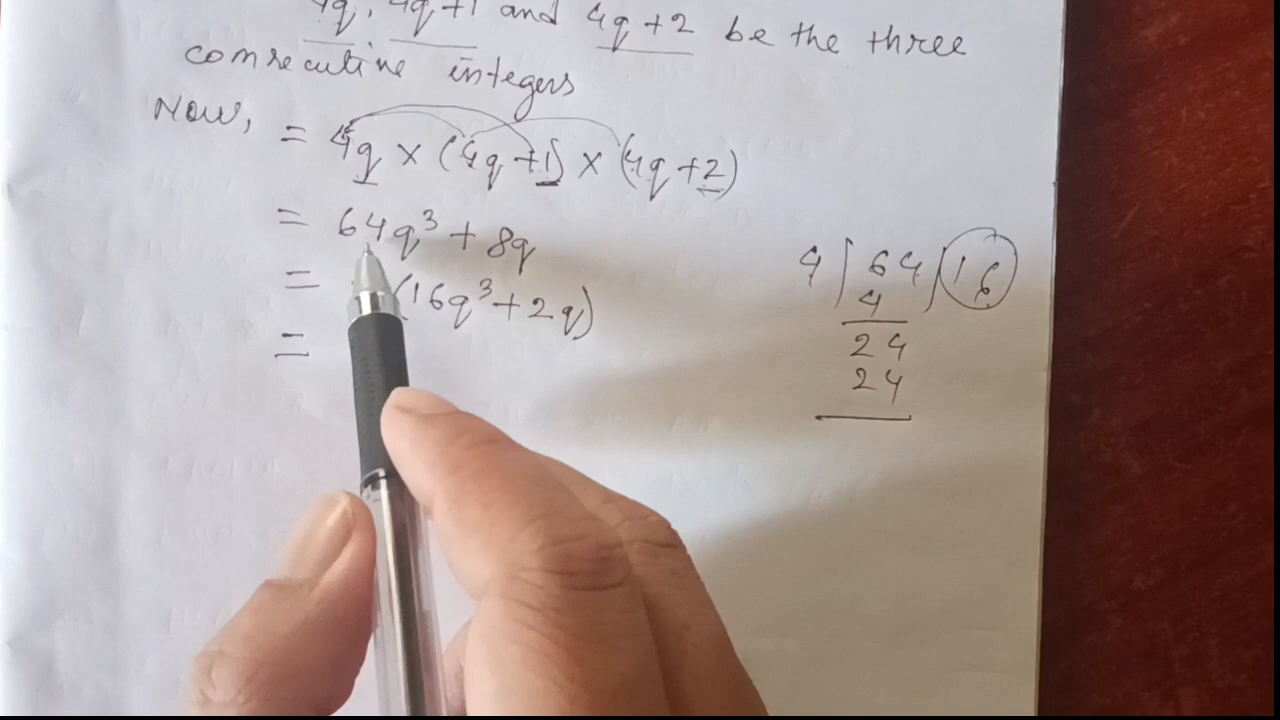 4q, 4q+1 and 4q+2 be the three
consecutive integers
Now, = 4q × (4q+1) × (4q+2)
= 64q³ + 8q
= (16q³+2q)
=
4) 64 (16
4
24
24